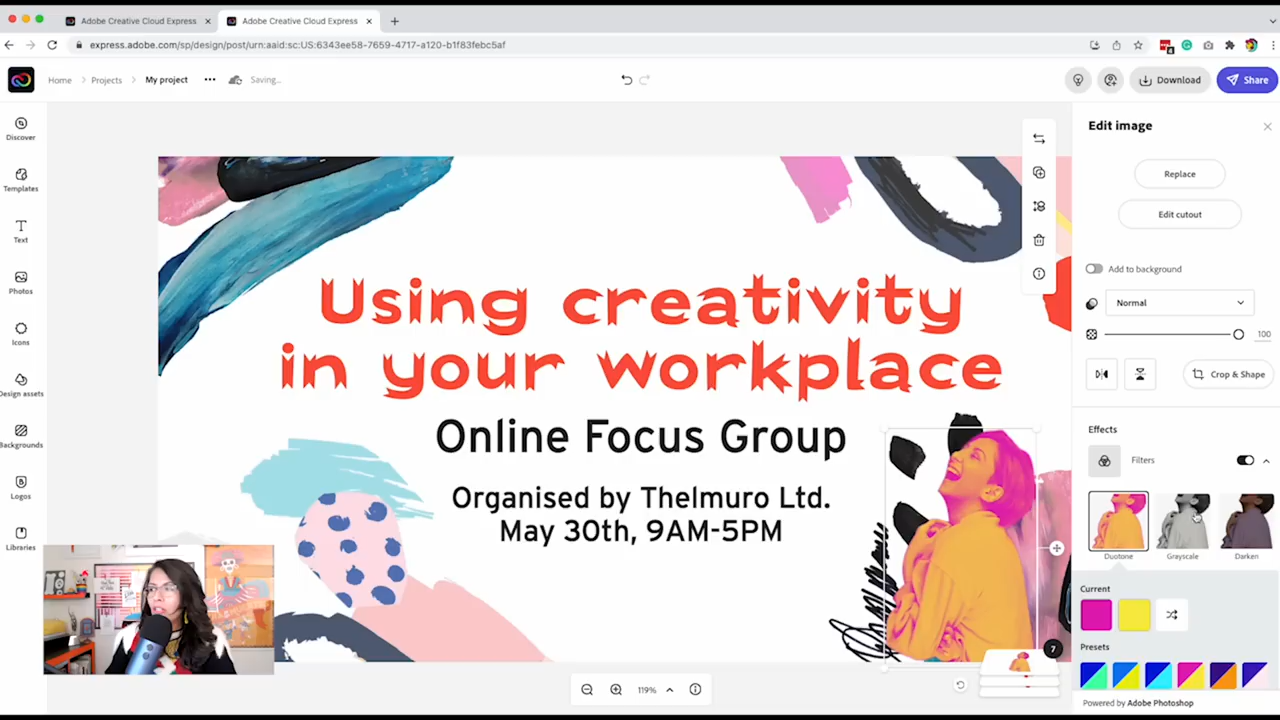 Adobe Creative Cloud Express
Adobe Creative Cloud Express
express.adobe.com/sp/design/post/urn:aaid:sc:US:6343ee58-7659-4717-a120-b1f83febc5af
Home
Projects
My project
Saving...
Download
Share
Discover
Templates
Text
Photos
Icons
Design assets
Backgrounds
Logos
Libraries
Using creativity
in your workplace
Online Focus Group
Organised by Thelmuro Ltd.
May 30th, 9AM-5PM
7
119%
Edit image
Replace
Edit cutout
Add to background
Normal
100
Crop & Shape
Effects
Filters
Duotone
Grayscale
Darken
Current
Presets
Powered by Adobe Photoshop